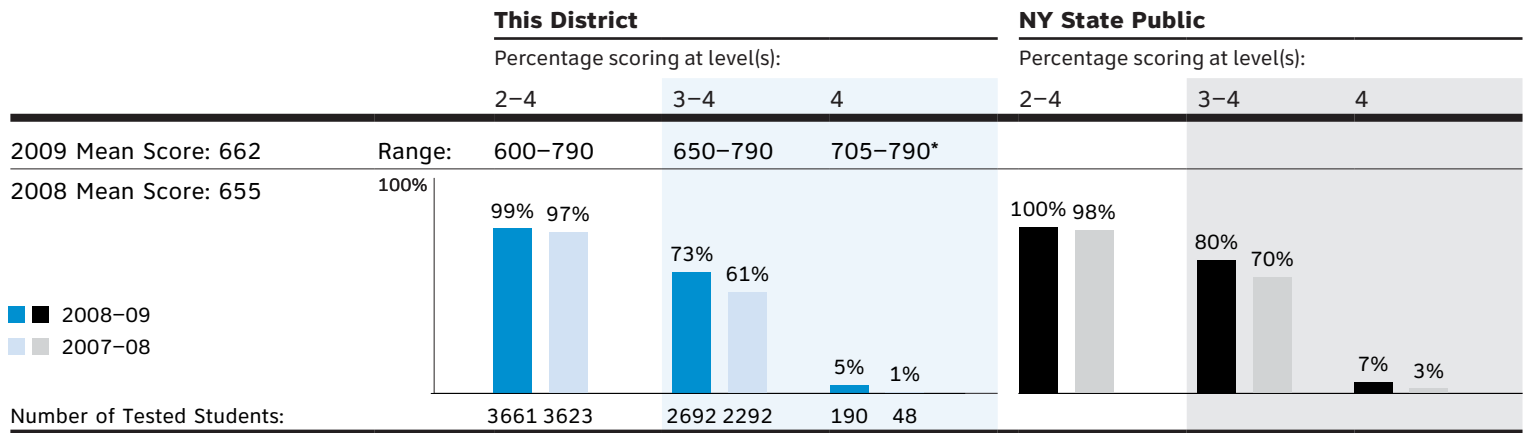 This District NY State Public
Percentage scoring at level(s): Percentage scoring at level(s):
2–4 3–4 4 2–4 3–4 4
2009 Mean Score: 662 Range: 600–790 650–790 705–790*
2008 Mean Score: 655 100%
99% 97% 73% 61% 5% 1% 100% 98% 80% 70% 7% 3%
2008–09
2007–08
Number of Tested Students: 3661 3623 2692 2292 190 48